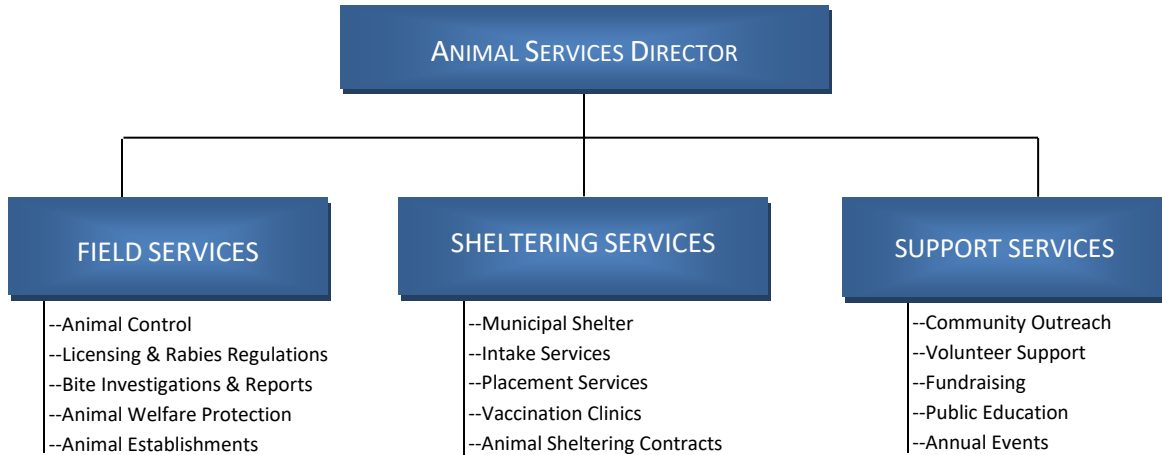 ANIMAL SERVICES DIRECTOR
FIELD SERVICES
--Animal Control
--Licensing & Rabies Regulations
--Bite Investigations & Reports
--Animal Welfare Protection
--Animal Establishments
SHELTERING SERVICES
--Municipal Shelter
--Intake Services
--Placement Services
--Vaccination Clinics
--Animal Sheltering Contracts
SUPPORT SERVICES
--Community Outreach
--Volunteer Support
--Fundraising
--Public Education
--Annual Events